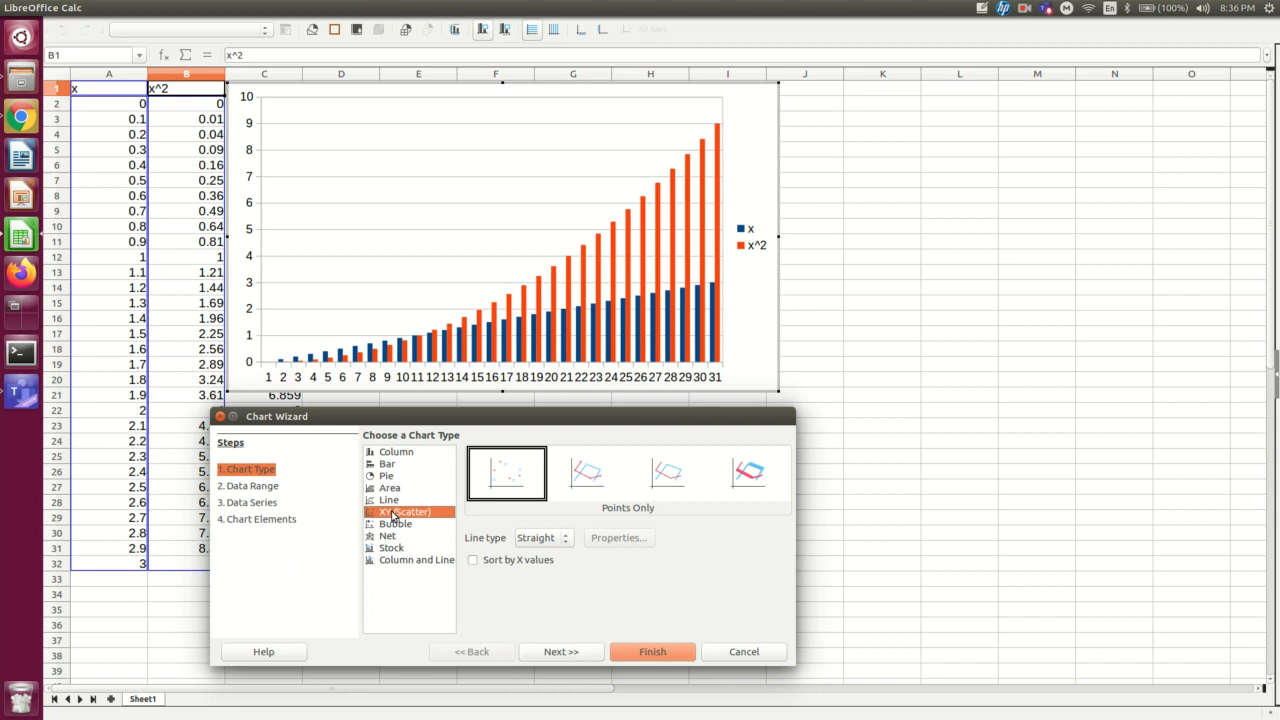 LibreOffice Calc
En
(100%)
8:36 PM
B1
x^2
A B C D E F G H I J K L M N O
1 x x^2
2 0 0
3 0.1 0.01
4 0.2 0.04
5 0.3 0.09
6 0.4 0.16
7 0.5 0.25
8 0.6 0.36
9 0.7 0.49
10 0.8 0.64
11 0.9 0.81
12 1 1
13 1.1 1.21
14 1.2 1.44
15 1.3 1.69
16 1.4 1.96
17 1.5 2.25
18 1.6 2.56
19 1.7 2.89
20 1.8 3.24
21 1.9 3.61 6.859
22 2
23 2.1 4.
24 2.2 4.
25 2.3 5.
26 2.4 5.
27 2.5 6.
28 2.6 6.
29 2.7 7.
30 2.8 7.
31 2.9 8.
32 3
33
34
35
36
37
38
39
10
9
8
7
6
5
4
3
2
1
0
1 2 3 4 5 6 7 8 9 10 11 12 13 14 15 16 17 18 19 20 21 22 23 24 25 26 27 28 29 30 31
x
x^2
Chart Wizard
Steps
1. Chart Type
2. Data Range
3. Data Series
4. Chart Elements
Choose a Chart Type
Column
Bar
Pie
Area
Line
XY (Scatter)
Bubble
Net
Stock
Column and Line
Points Only
Line type Straight Properties...
Sort by X values
Help << Back Next >> Finish Cancel
Sheet1